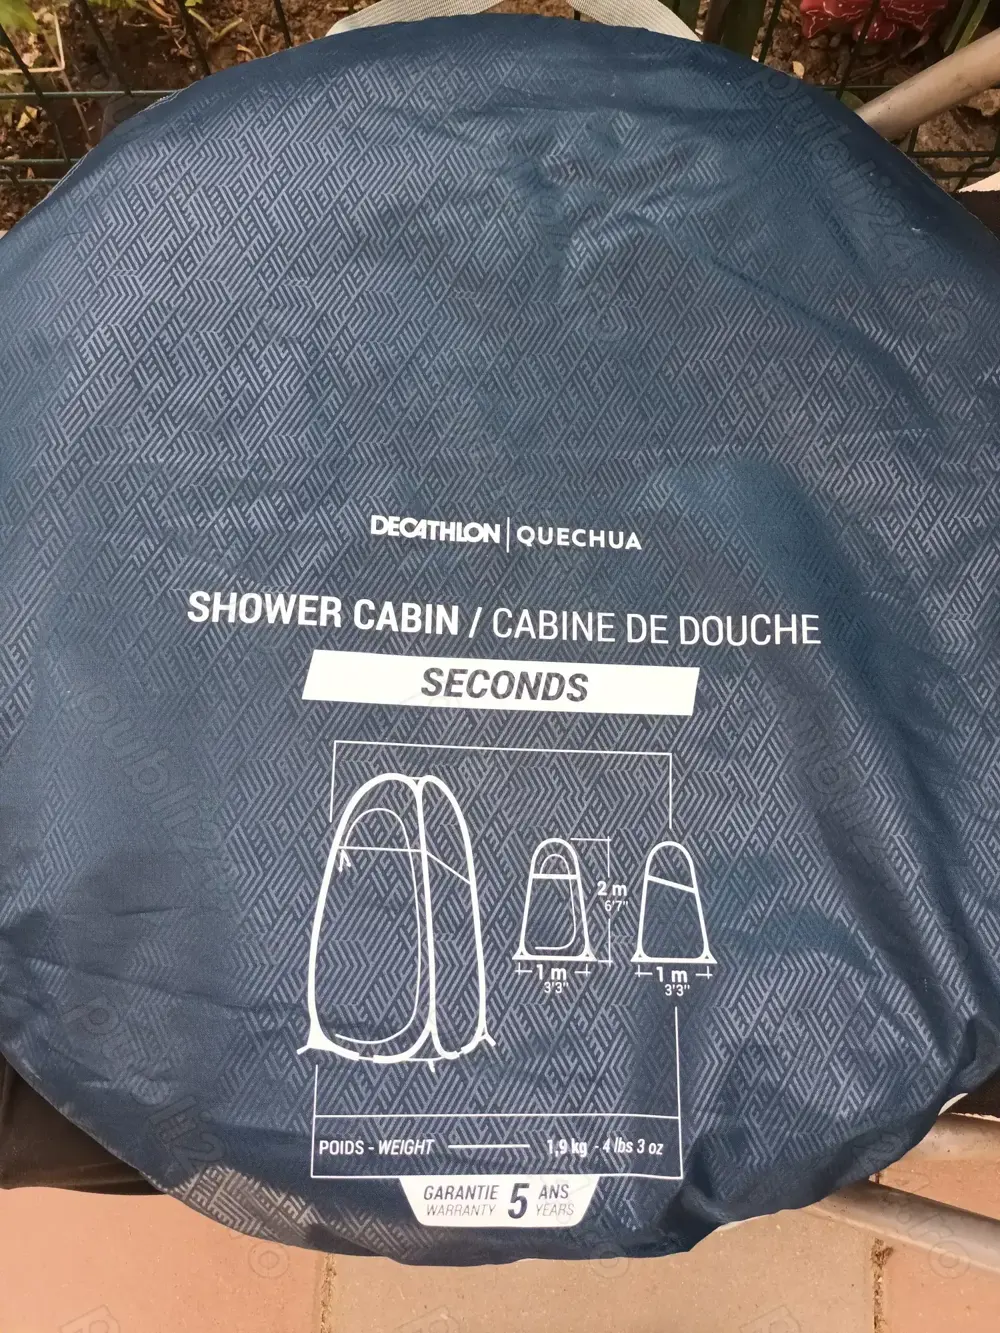 DECATHLON | QUECHUA
SHOWER CABIN / CABINE DE DOUCHE
SECONDS
2 m
6'7"
1 m
3'3"
1 m
3'3"
POIDS - WEIGHT 1,9 kg - 4 lbs 3 oz
GARANTIE 5 ANS
WARRANTY YEARS